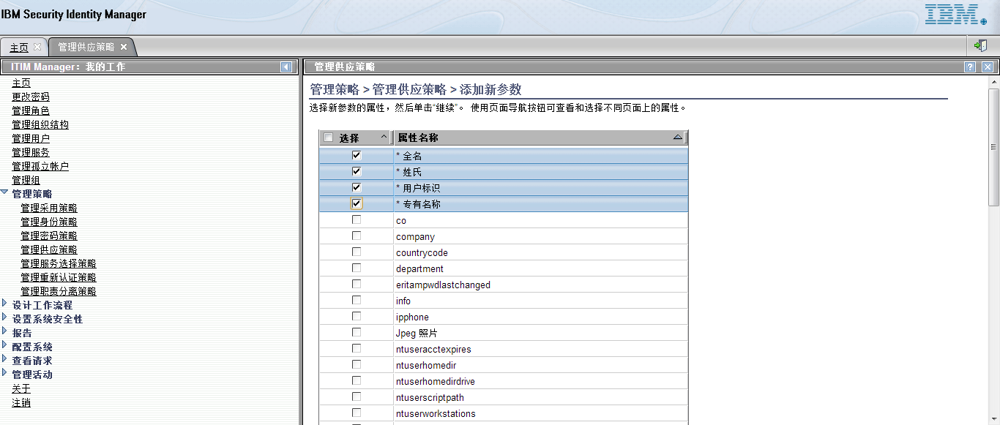 IBM Security Identity Manager
IBM
主页
管理供应策略
ITIM Manager：我的工作
主页
更改密码
管理角色
管理组织结构
管理用户
管理服务
管理孤立帐户
管理组
管理策略
管理采用策略
管理身份策略
管理密码策略
管理供应策略
管理服务选择策略
管理重新认证策略
管理职责分离策略
设计工作流程
设置系统安全性
报告
配置系统
查看请求
管理活动
关于
注销
管理供应策略
?
管理策略 > 管理供应策略 > 添加新参数
选择新参数的属性，然后单击“继续”。 使用页面导航按钮可查看和选择不同页面上的属性。
选择 ^ 属性名称
* 全名
* 姓氏
* 用户标识
* 专有名称
co
company
countrycode
department
eritampwdlastchanged
info
ipphone
Jpeg 照片
ntuseracctexpires
ntuserhomedir
ntuserhomedirdrive
ntuserscriptpath
ntuserworkstations